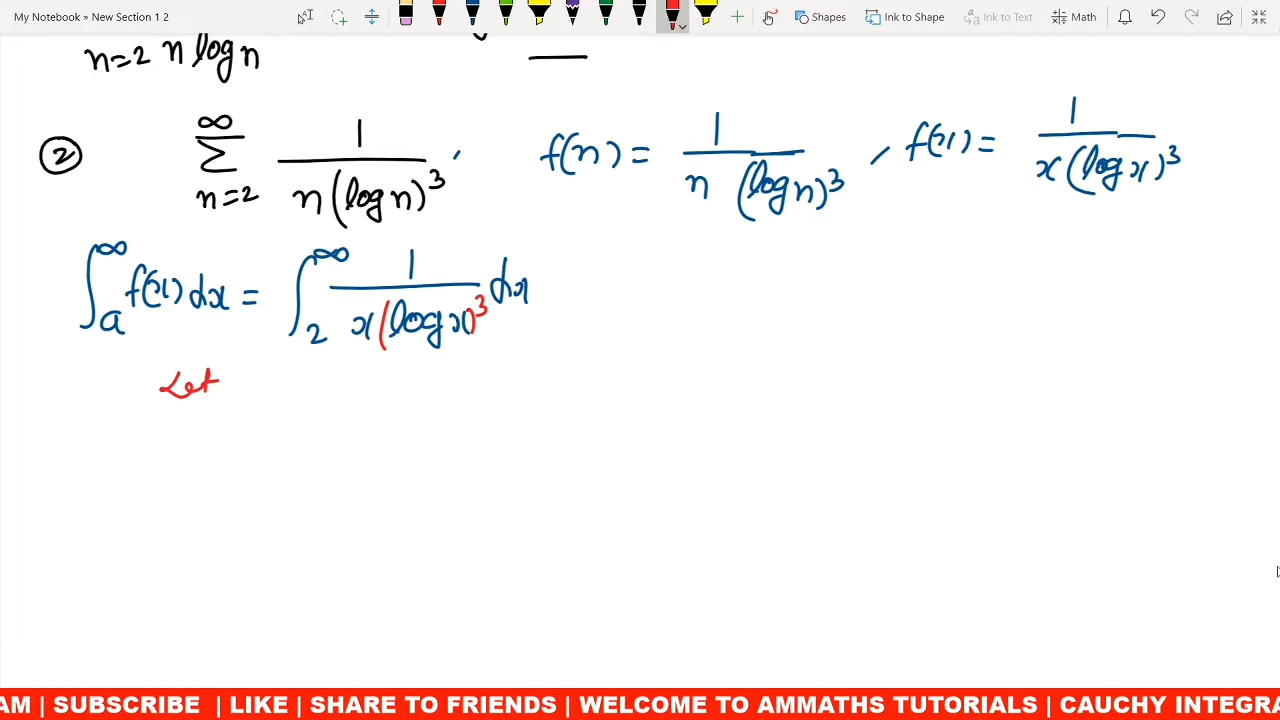 My Notebook » New Section 1 2
Shapes Ink to Shape Ink to Text Math
n=2 n log n
② ∞
∑ n=2 1/(n(log n)³) , f(n) = 1/(n (log n)³) , f(x) = 1/(x(log x)³)
∫ₐ^∞ f(x) dx = ∫₂^∞ 1/(x(log x)³) dx
Let
AM | SUBSCRIBE | LIKE | SHARE TO FRIENDS | WELCOME TO AMMATHS TUTORIALS | CAUCHY INTEGRA